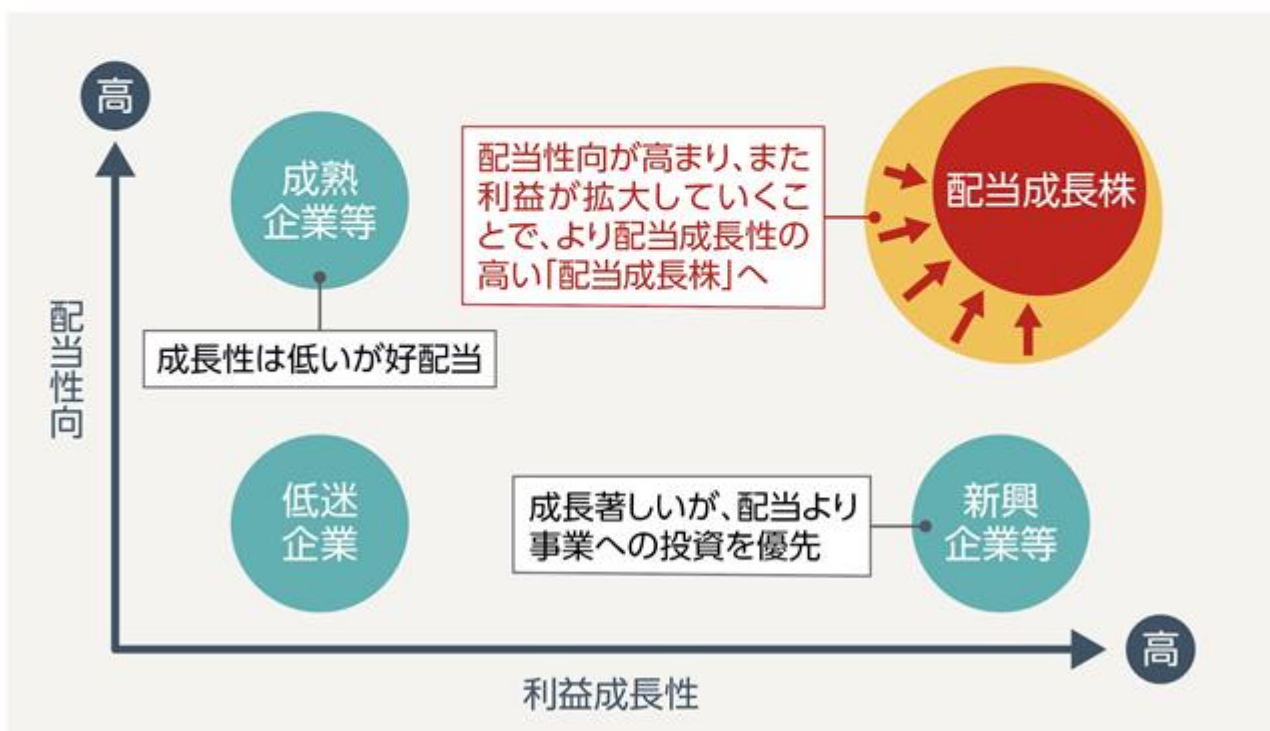 高
成熟
企業等
配当性向が高まり、また
利益が拡大していくこ
とで、より配当成長性の
高い「配当成長株」へ
配当成長株
成長性は低いが好配当
配当性向
低迷
企業
成長著しいが、配当より
事業への投資を優先
新興
企業等
高
利益成長性